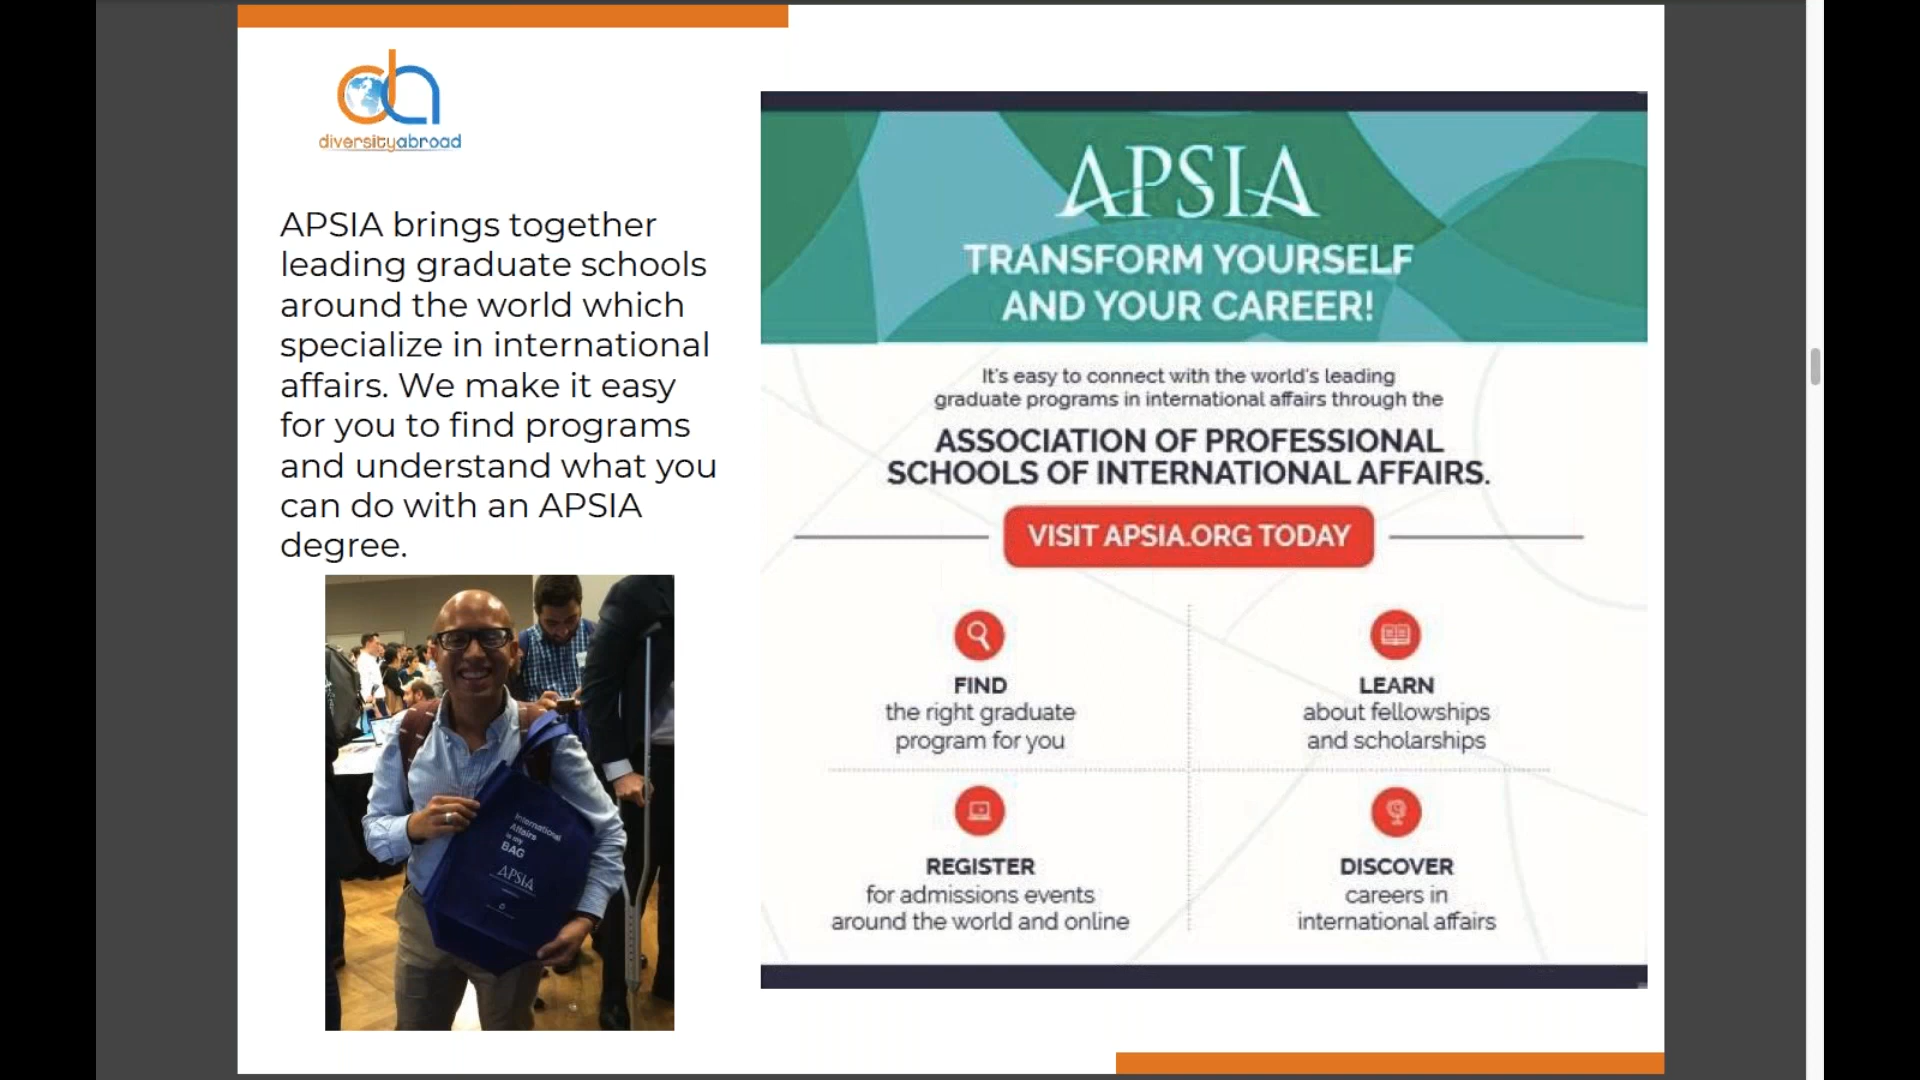 diversityabroad
APSIA brings together
leading graduate schools
around the world which
specialize in international
affairs. We make it easy
for you to find programs
and understand what you
can do with an APSIA
degree.
International
Affairs
is my
BAG
APSIA
APSIA
TRANSFORM YOURSELF
AND YOUR CAREER!
It's easy to connect with the world's leading
graduate programs in international affairs through the
ASSOCIATION OF PROFESSIONAL
SCHOOLS OF INTERNATIONAL AFFAIRS.
VISIT APSIA.ORG TODAY
FIND
the right graduate
program for you
LEARN
about fellowships
and scholarships
REGISTER
for admissions events
around the world and online
DISCOVER
careers in
international affairs